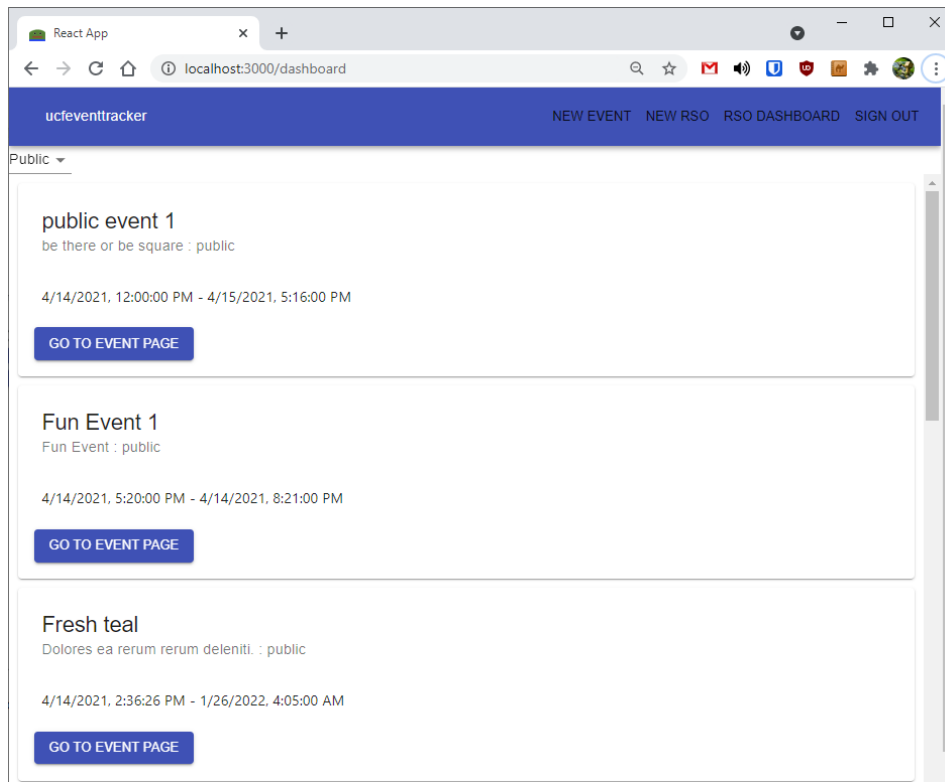 React App
localhost:3000/dashboard
ucfeventtracker NEW EVENT NEW RSO RSO DASHBOARD SIGN OUT
Public
public event 1
be there or be square : public
4/14/2021, 12:00:00 PM - 4/15/2021, 5:16:00 PM
GO TO EVENT PAGE
Fun Event 1
Fun Event : public
4/14/2021, 5:20:00 PM - 4/14/2021, 8:21:00 PM
GO TO EVENT PAGE
Fresh teal
Dolores ea rerum rerum deleniti. : public
4/14/2021, 2:36:26 PM - 1/26/2022, 4:05:00 AM
GO TO EVENT PAGE